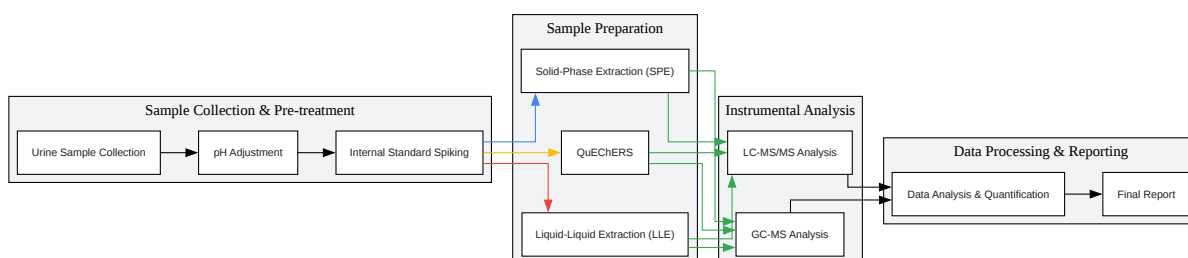 Sample Collection & Pre-treatment
Urine Sample Collection
pH Adjustment
Internal Standard Spiking
Sample Preparation
Solid-Phase Extraction (SPE)
QuEChERS
Liquid-Liquid Extraction (LLE)
Instrumental Analysis
LC-MS/MS Analysis
GC-MS Analysis
Data Processing & Reporting
Data Analysis & Quantification
Final Report